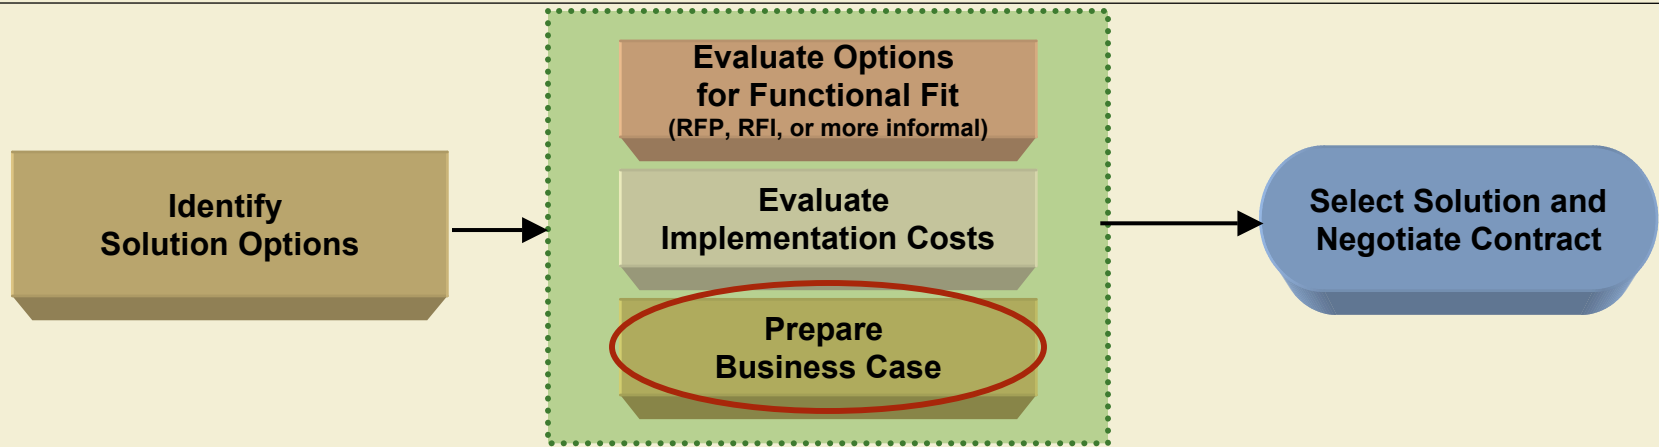 Identify
Solution Options
Evaluate Options
for Functional Fit
(RFP, RFI, or more informal)
Evaluate
Implementation Costs
Prepare
Business Case
Select Solution and
Negotiate Contract